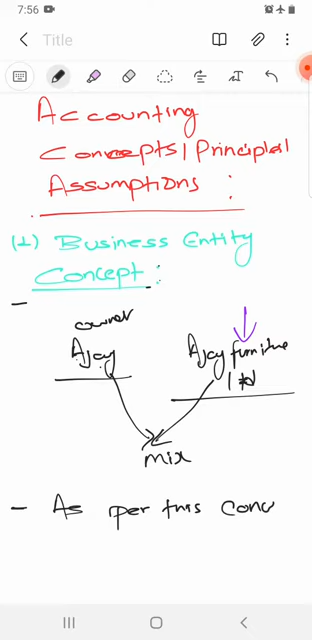 7:56
Title
Accounting
Concepts/Principles/
Assumptions :
(1) Business Entity
Concept :
- owner
Ajay
Ajay furniture
ltd
mix
- As per this Conc